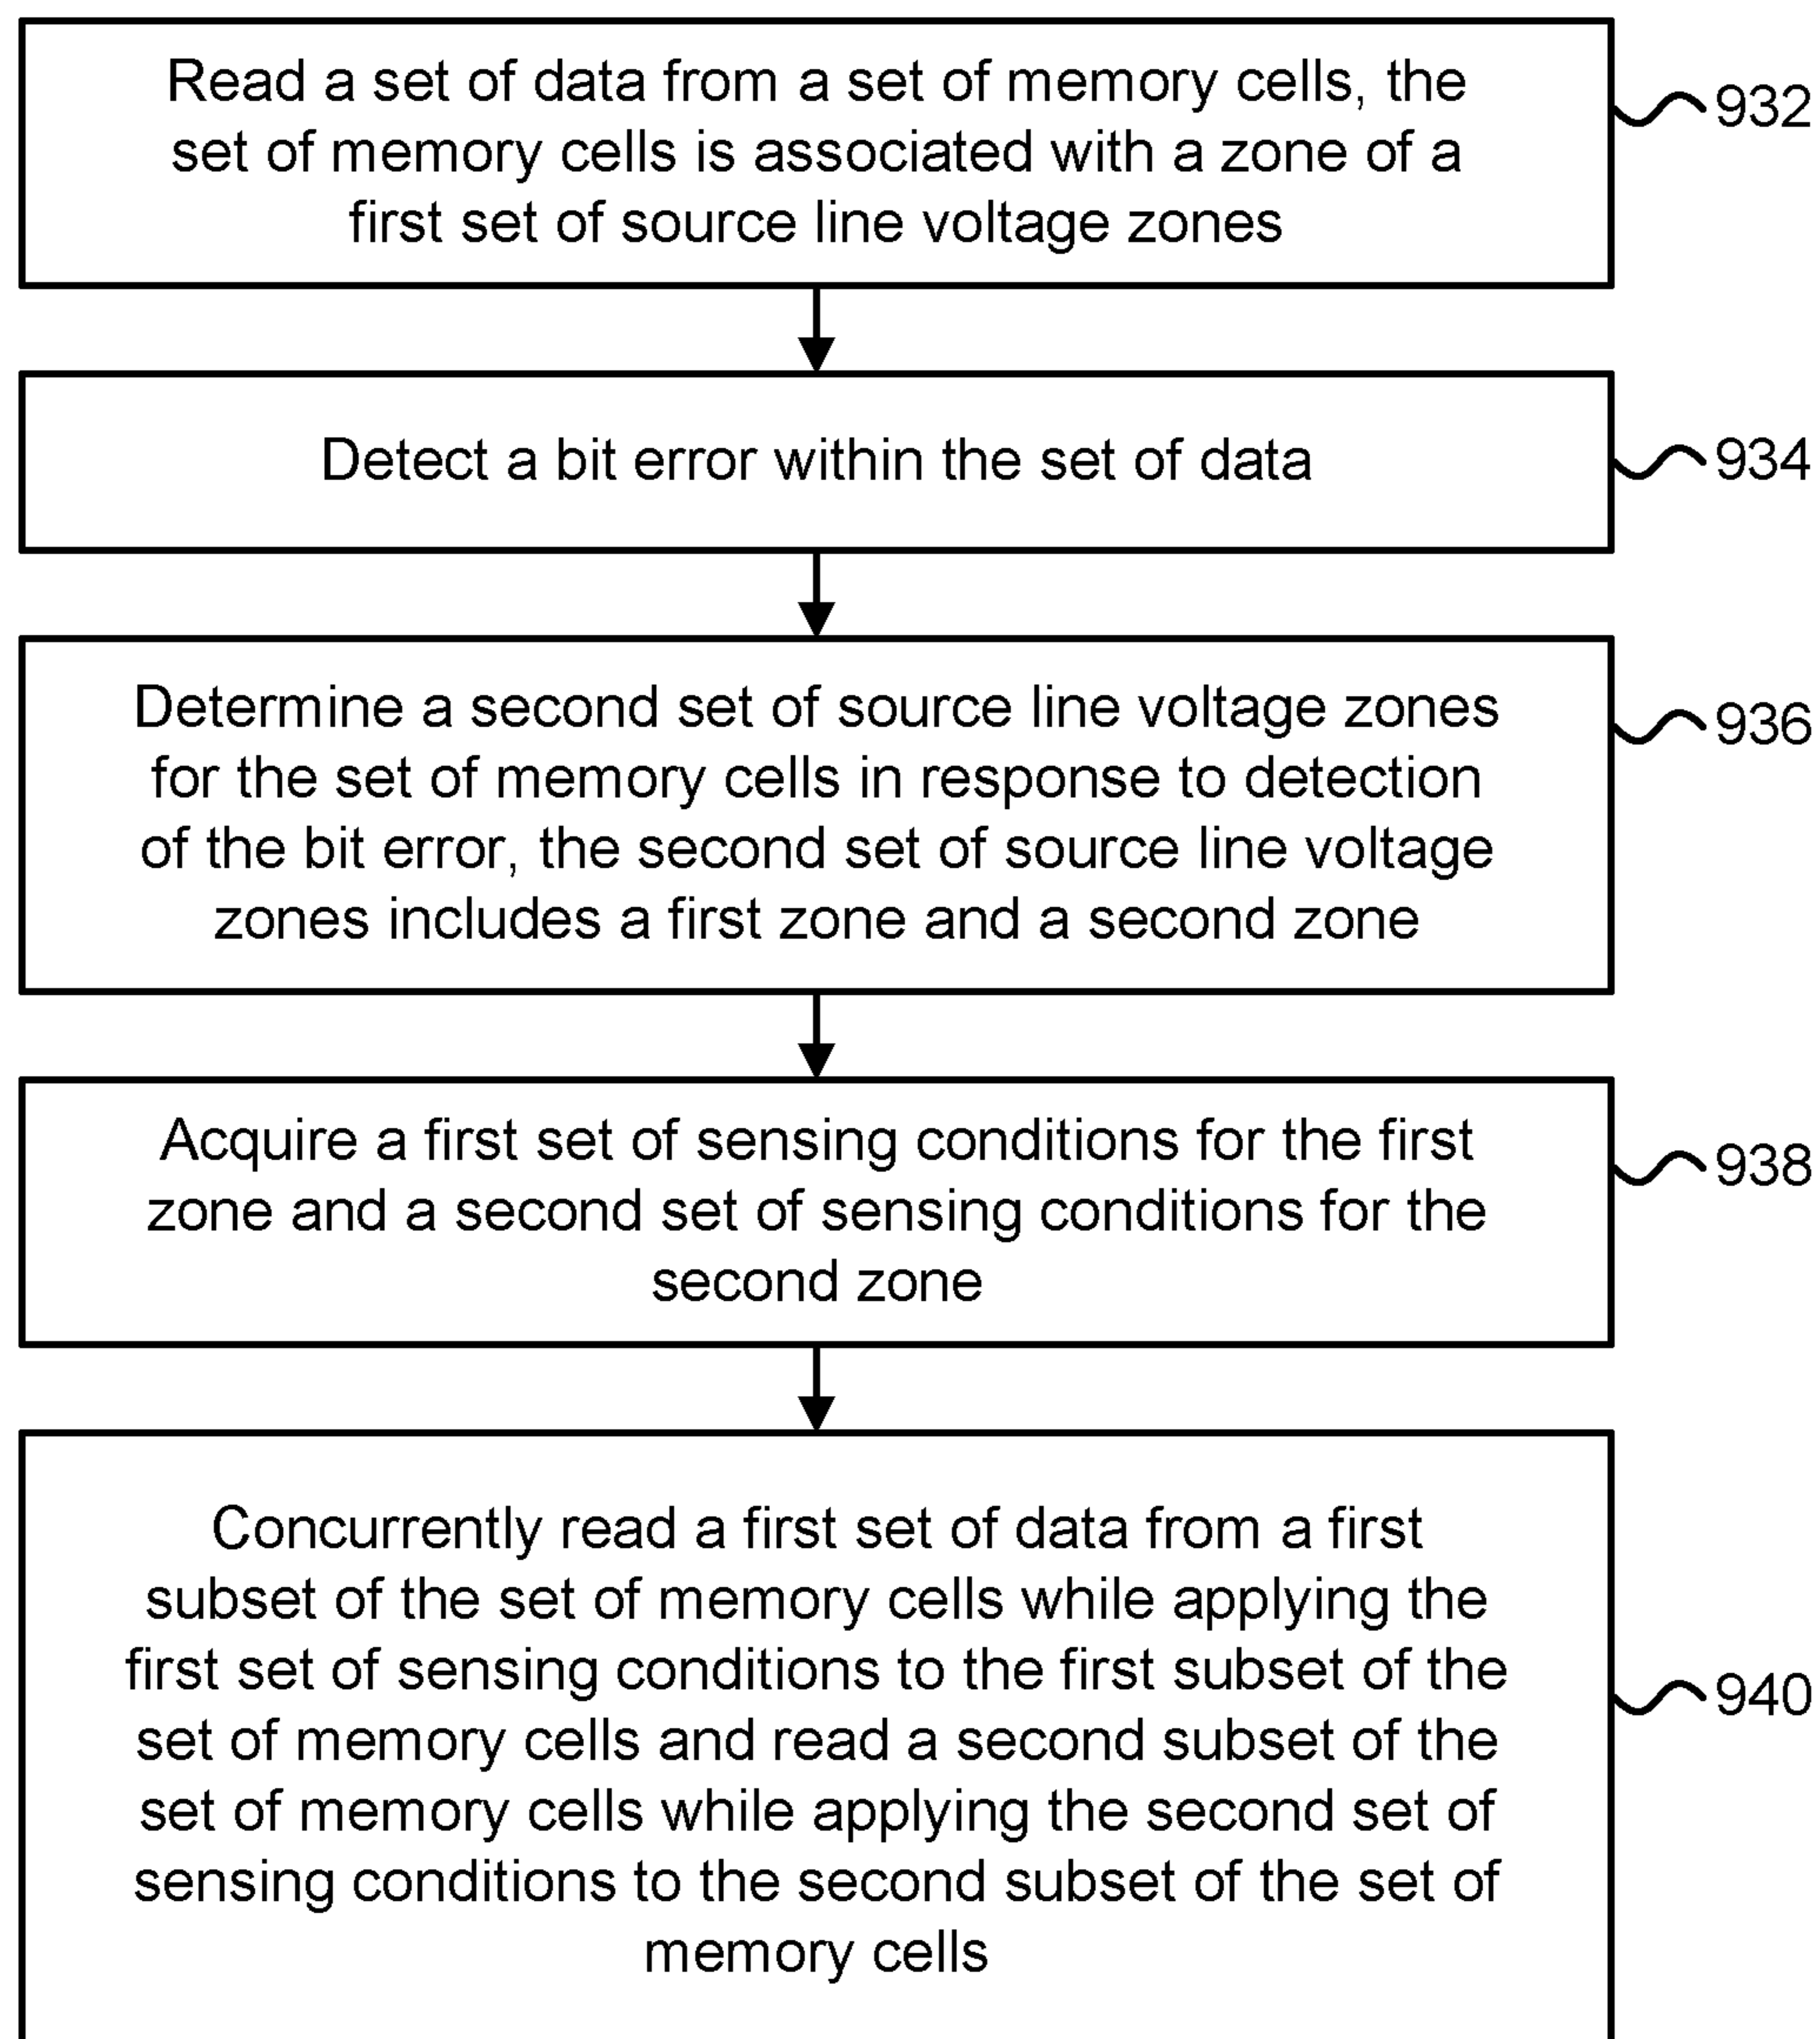 Read a set of data from a set of memory cells, the
set of memory cells is associated with a zone of a
first set of source line voltage zones
932
Detect a bit error within the set of data
934
Determine a second set of source line voltage zones
for the set of memory cells in response to detection
of the bit error, the second set of source line voltage
zones includes a first zone and a second zone
936
Acquire a first set of sensing conditions for the first
zone and a second set of sensing conditions for the
second zone
938
Concurrently read a first set of data from a first
subset of the set of memory cells while applying the
first set of sensing conditions to the first subset of the
set of memory cells and read a second subset of the
set of memory cells while applying the second set of
sensing conditions to the second subset of the set of
memory cells
940